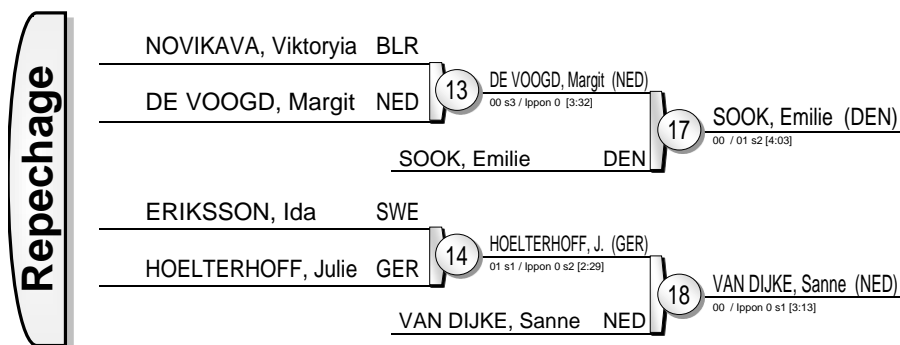 Repechage
NOVIKAVA, Viktoryia BLR
DE VOOGD, Margit NED
13
DE VOOGD, Margit (NED)
00 s3 / Ippon 0 [3:32]
SOOK, Emilie DEN
17
SOOK, Emilie (DEN)
00 / 01 s2 [4:03]
ERIKSSON, Ida SWE
HOELTERHOFF, Julie GER
14
HOELTERHOFF, J. (GER)
01 s1 / Ippon 0 s2 [2:29]
VAN DIJKE, Sanne NED
18
VAN DIJKE, Sanne (NED)
00 / Ippon 0 s1 [3:13]